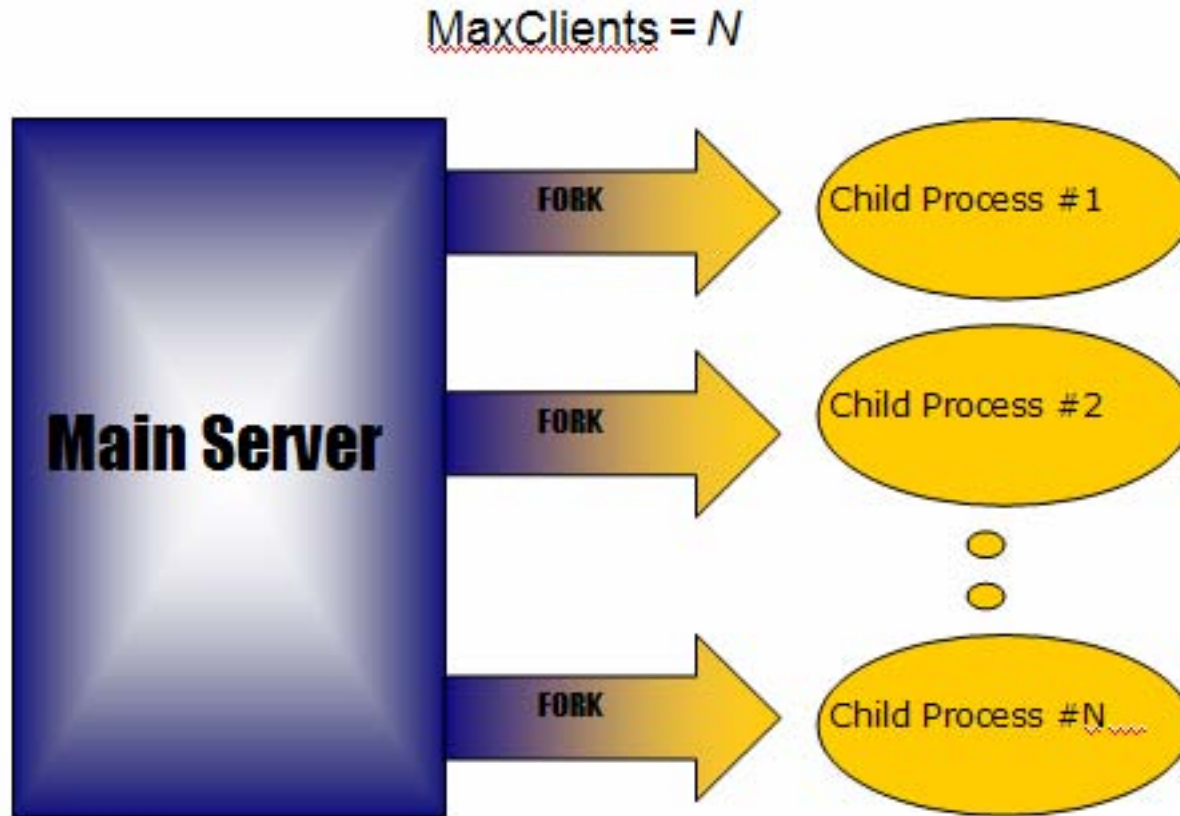 MaxClients = N
FORK
Child Process #1
FORK
Child Process #2
Main Server
FORK
Child Process #N